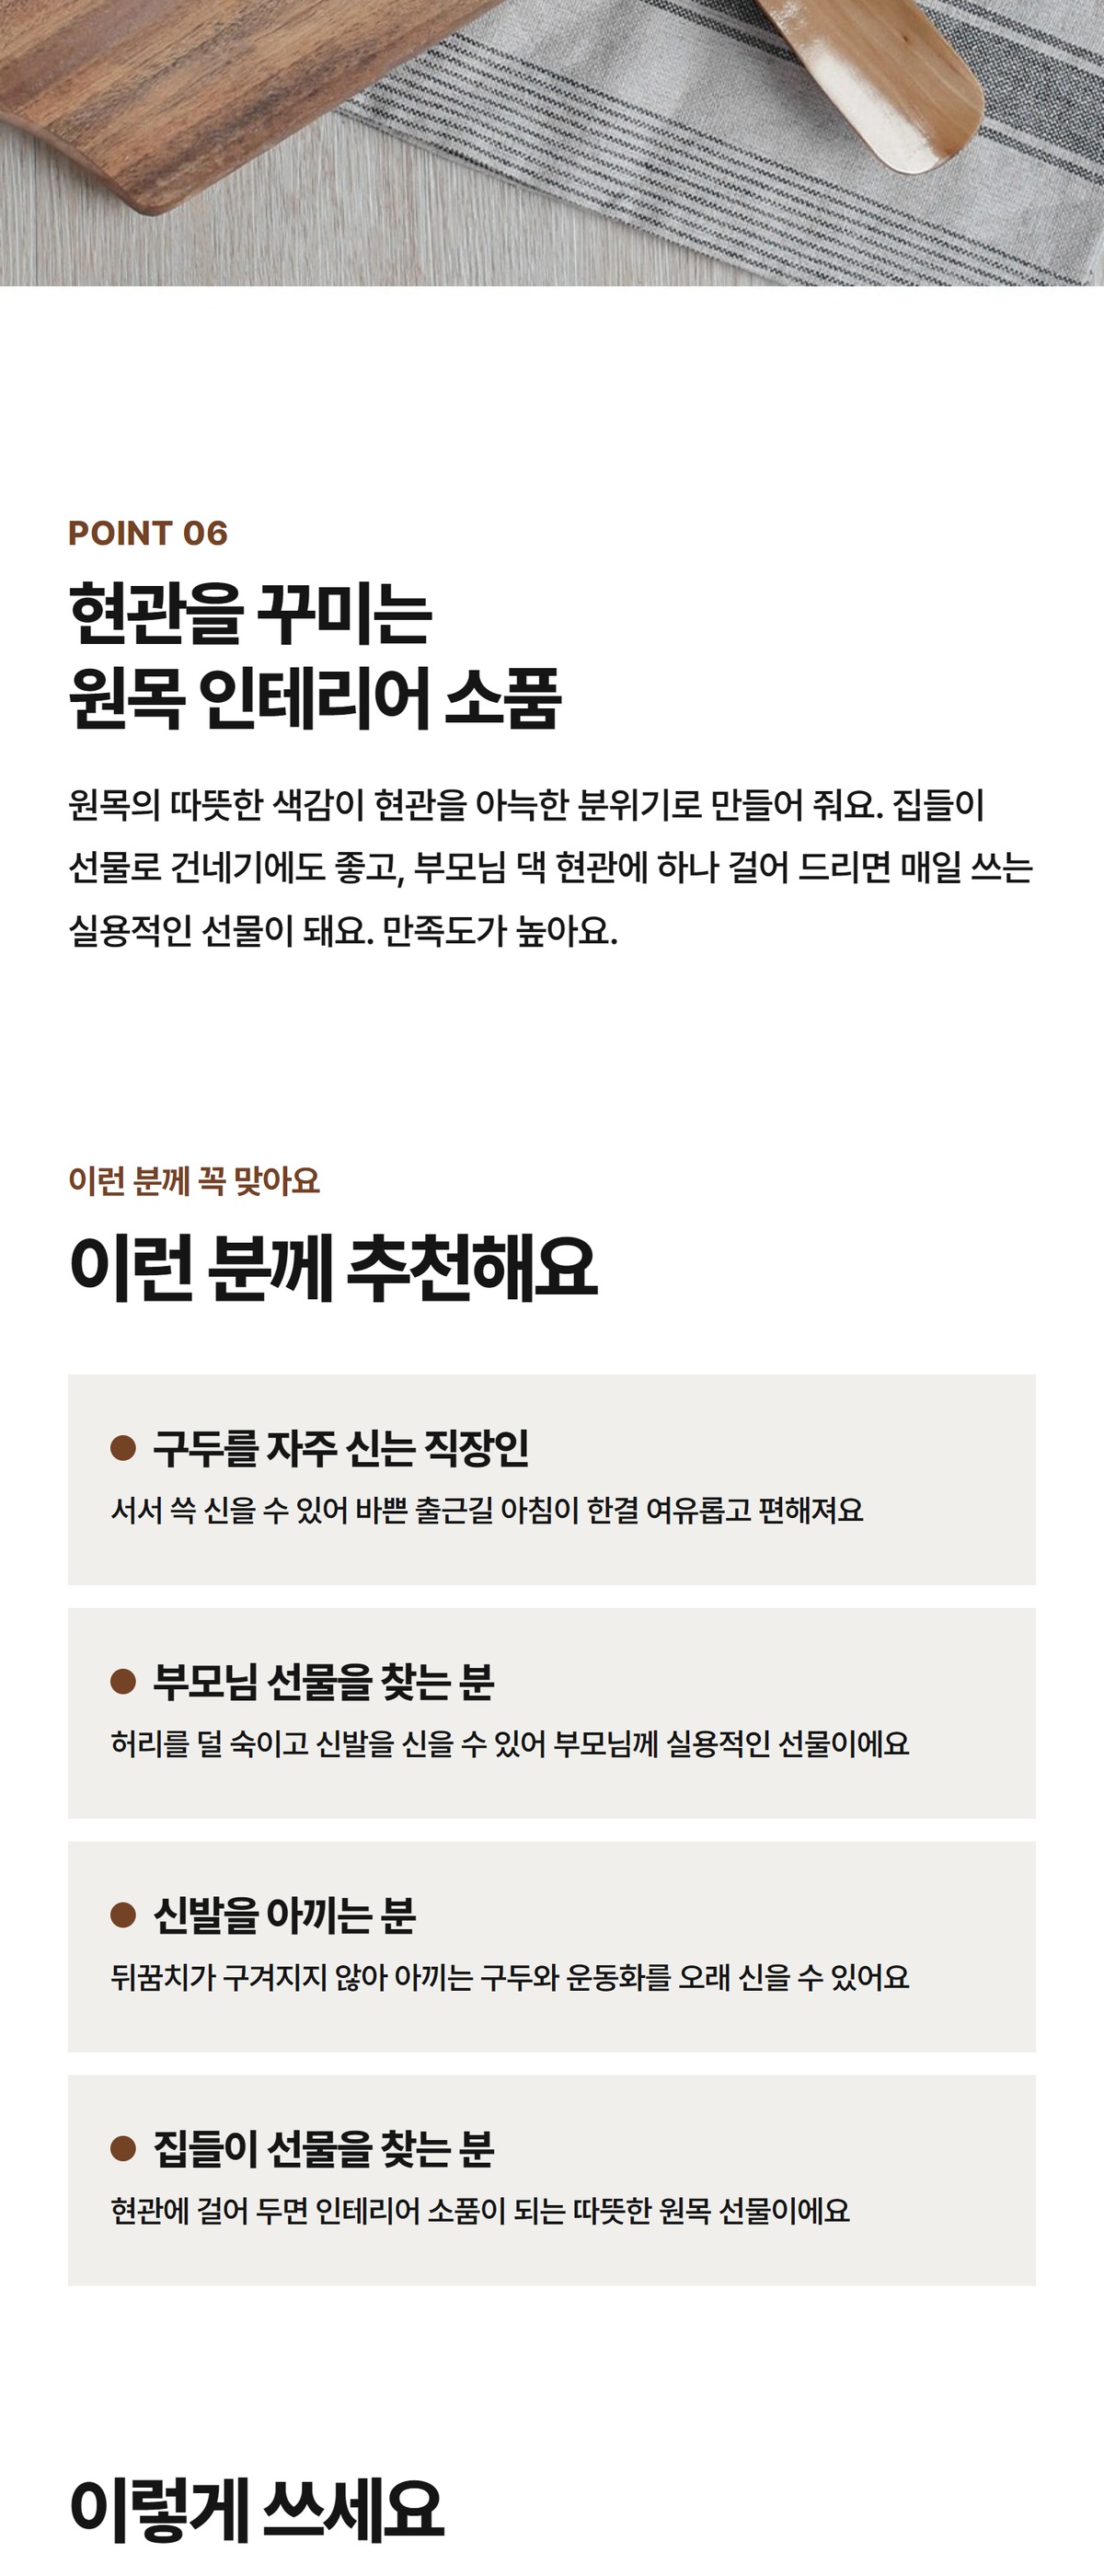 POINT 06
현관을 꾸미는
원목 인테리어 소품
원목의 따뜻한 색감이 현관을 아늑한 분위기로 만들어 줘요. 집들이
선물로 건네기에도 좋고, 부모님 댁 현관에 하나 걸어 드리면 매일 쓰는
실용적인 선물이 돼요. 만족도가 높아요.
이런 분께 꼭 맞아요
이런 분께 추천해요
구두를 자주 신는 직장인
서서 쓱 신을 수 있어 바쁜 출근길 아침이 한결 여유롭고 편해져요
부모님 선물을 찾는 분
허리를 덜 숙이고 신발을 신을 수 있어 부모님께 실용적인 선물이에요
신발을 아끼는 분
뒤꿈치가 구겨지지 않아 아끼는 구두와 운동화를 오래 신을 수 있어요
집들이 선물을 찾는 분
현관에 걸어 두면 인테리어 소품이 되는 따뜻한 원목 선물이에요
이렇게 쓰세요